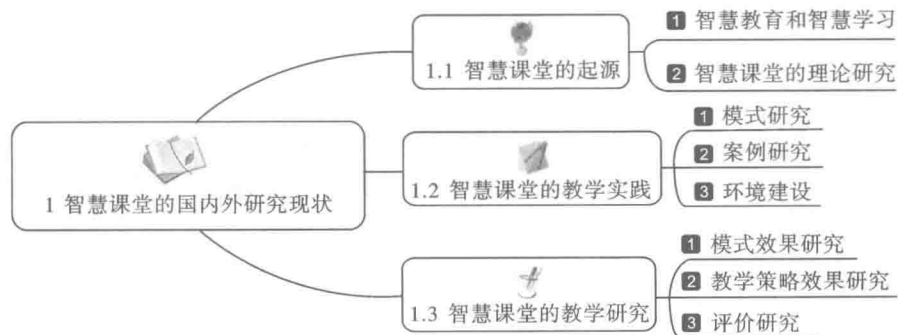 1 智慧课堂的国内外研究现状
1.1 智慧课堂的起源
1 智慧教育和智慧学习
2 智慧课堂的理论研究
1.2 智慧课堂的教学实践
1 模式研究
2 案例研究
3 环境建设
1.3 智慧课堂的教学研究
1 模式效果研究
2 教学策略效果研究
3 评价研究